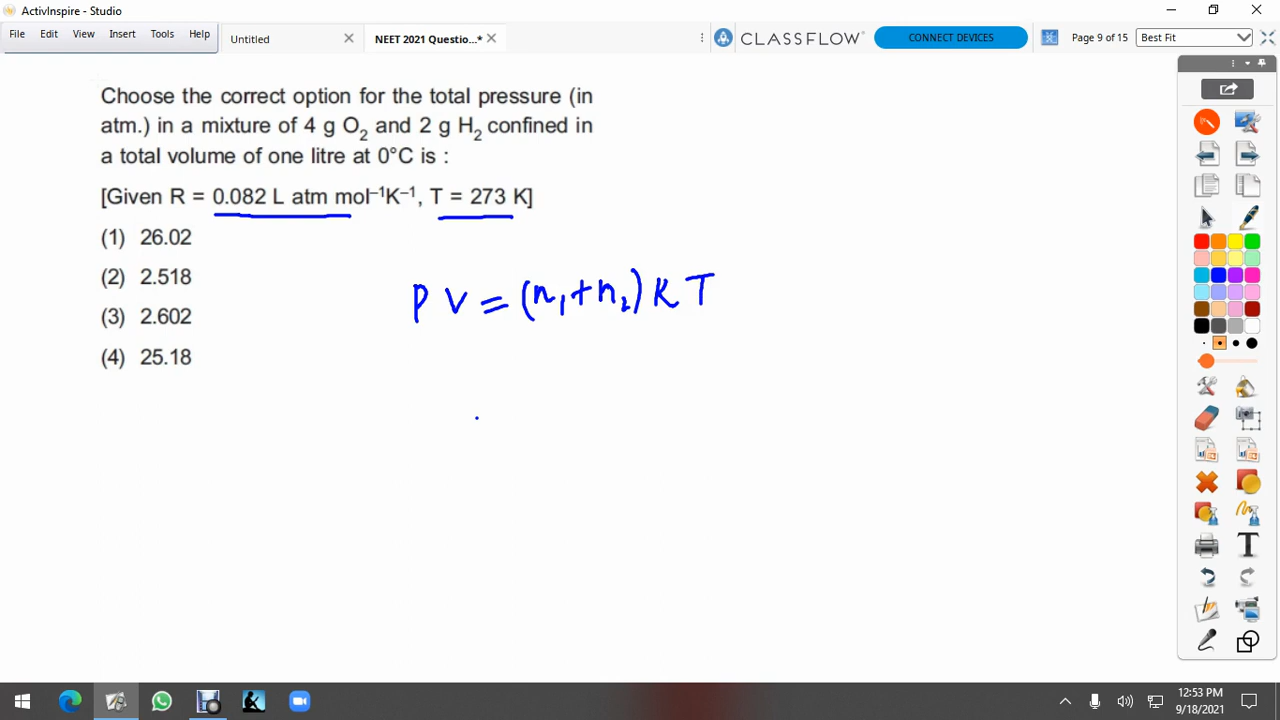 ActivInspire - Studio
File Edit View Insert Tools Help
Untitled
NEET 2021 Questio...*
CLASSFLOW
CONNECT DEVICES
Page 9 of 15
Best Fit
Choose the correct option for the total pressure (in
atm.) in a mixture of 4 g O₂ and 2 g H₂ confined in
a total volume of one litre at 0°C is :
[Given R = 0.082 L atm mol⁻¹K⁻¹, T = 273 K]
(1) 26.02
(2) 2.518
(3) 2.602
(4) 25.18
P V = (n₁+n₂) R T
12:53 PM
9/18/2021